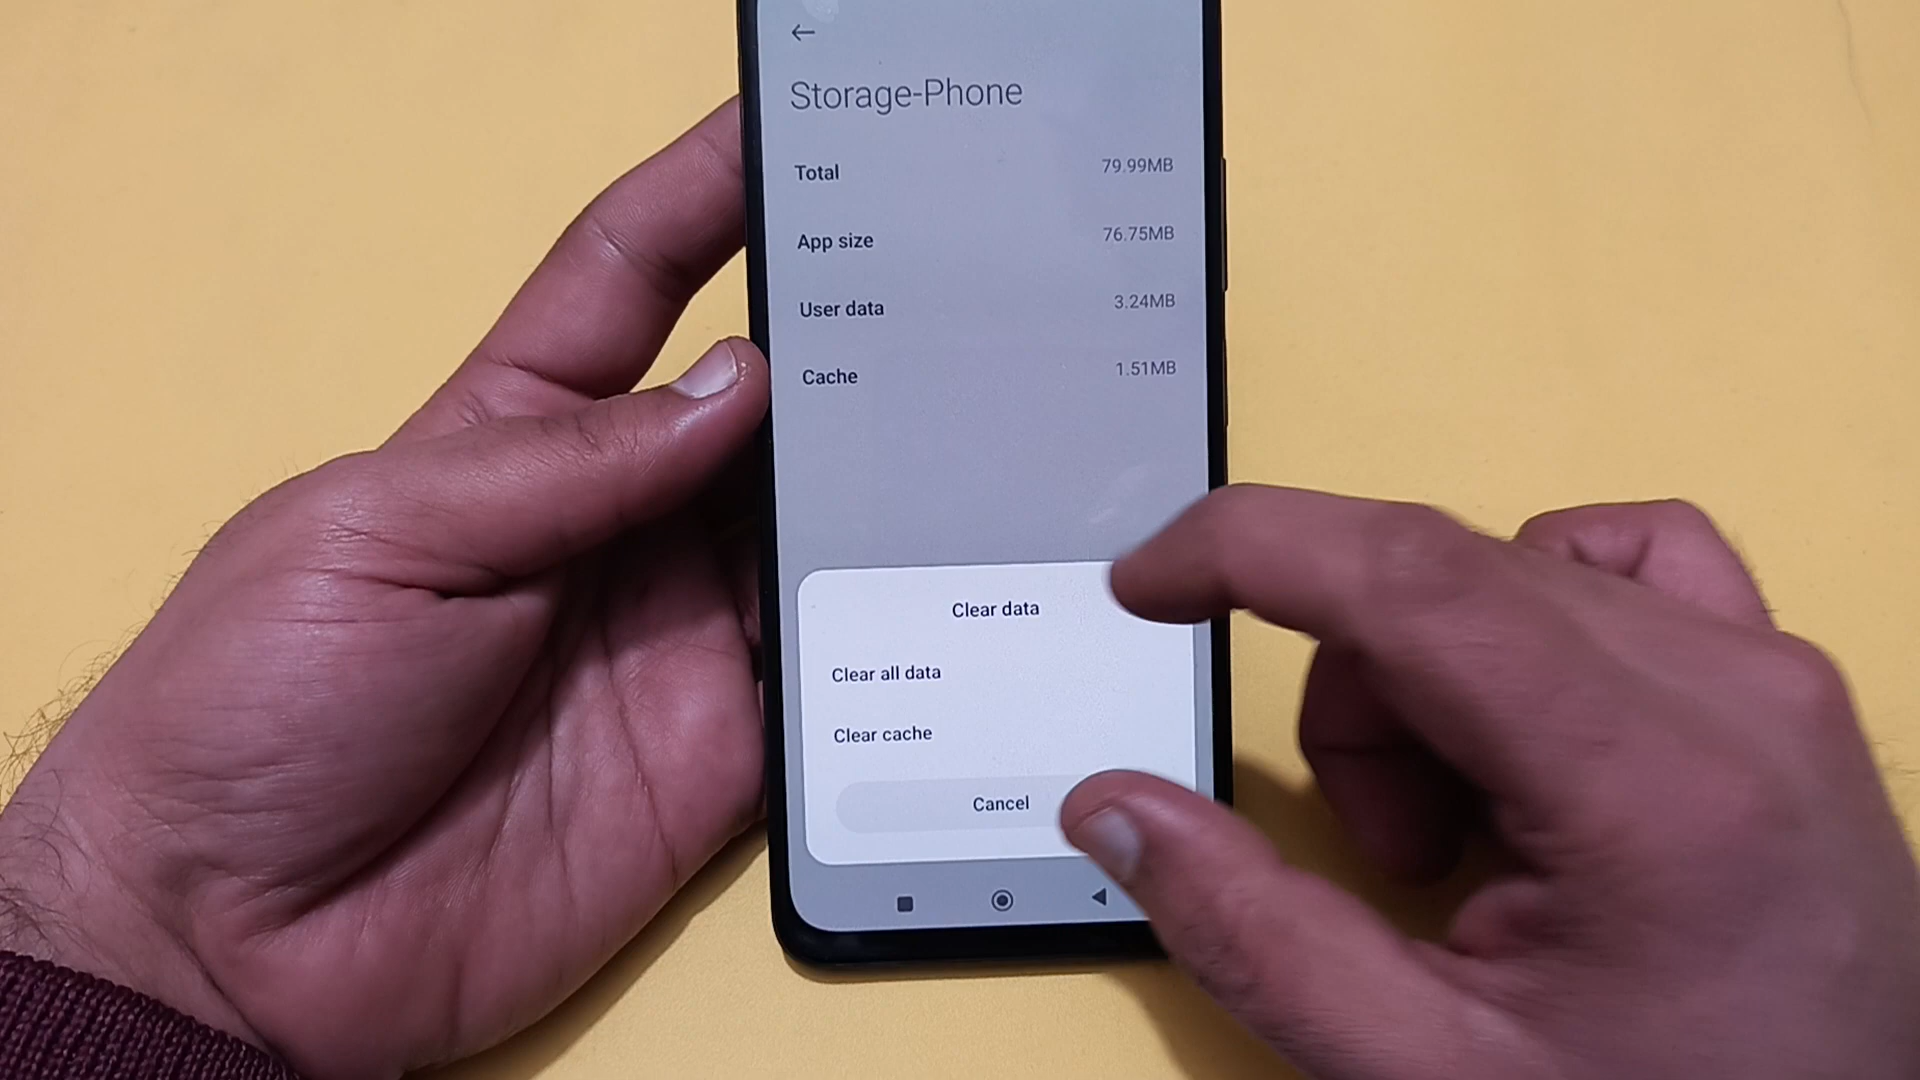 Storage-Phone
Total 79.99MB
App size 76.75MB
User data 3.24MB
Cache 1.51MB
Clear data
Clear all data
Clear cache
Cancel